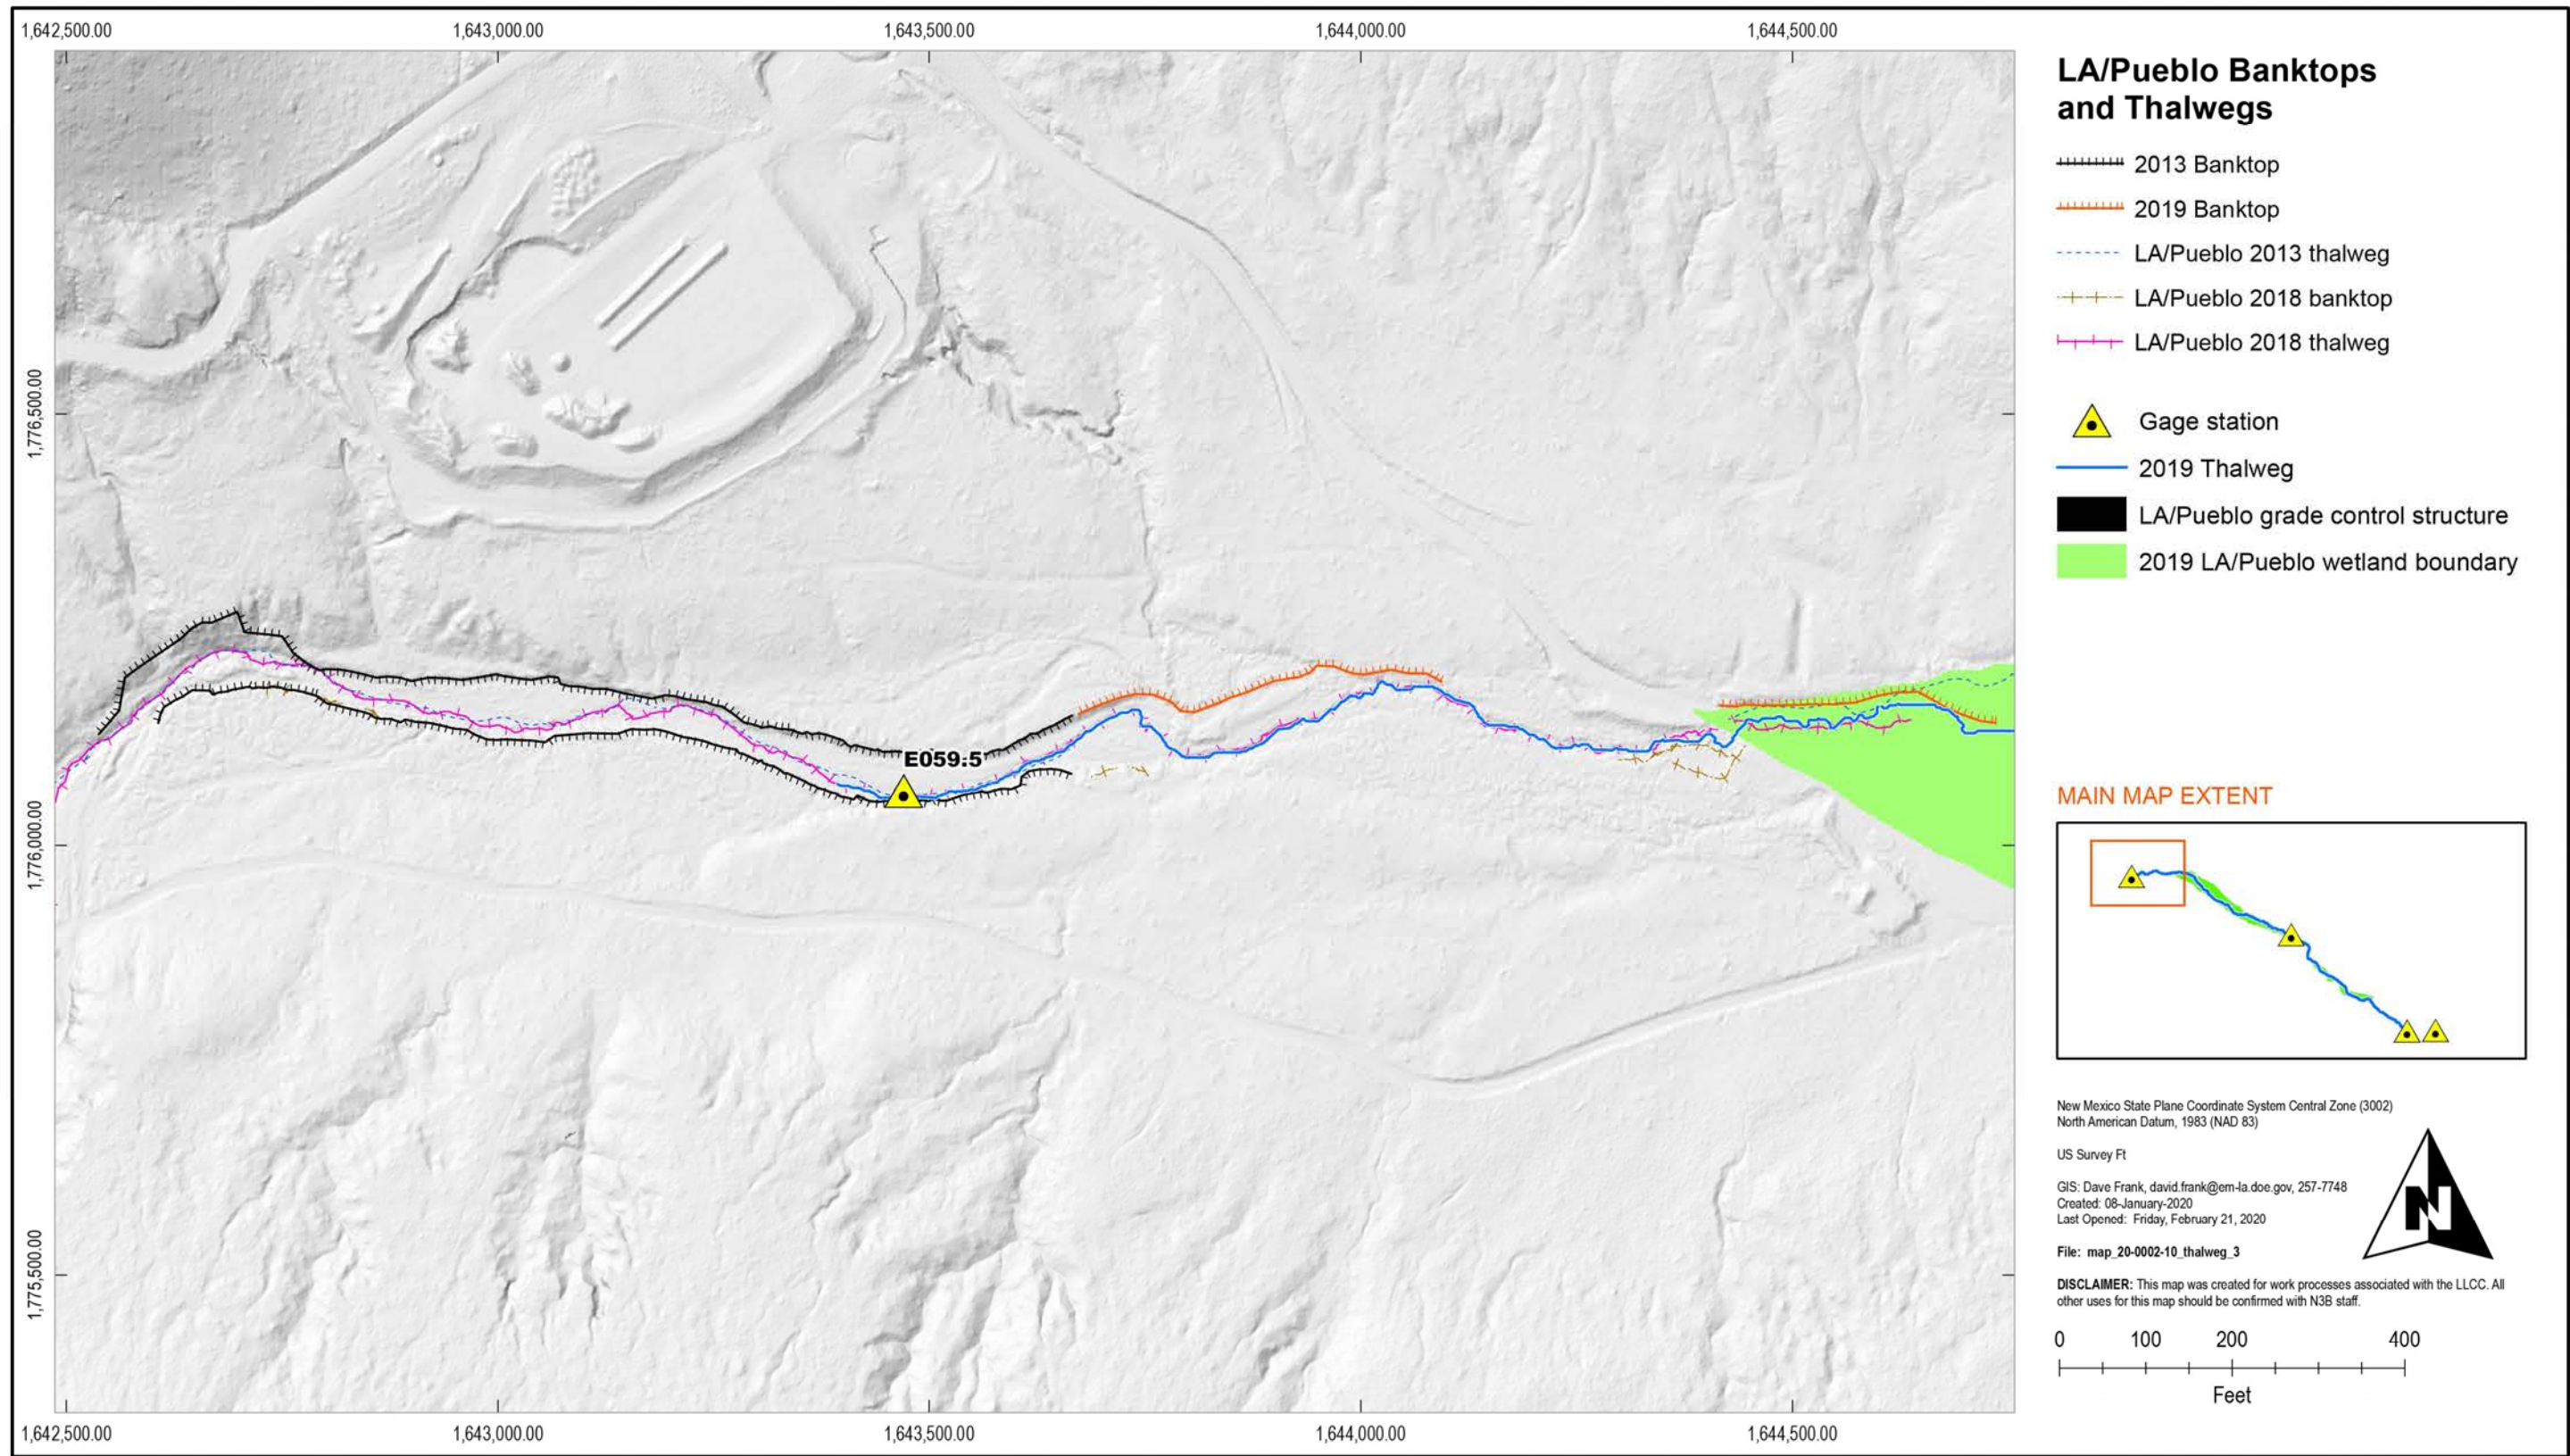 1,642,500.00
1,643,000.00
1,643,500.00
1,644,000.00
1,644,500.00
1,776,500.00
1,776,000.00
1,775,500.00
E059.5
1,642,500.00
1,643,000.00
1,643,500.00
1,644,000.00
1,644,500.00
LA/Pueblo Banktops
and Thalwegs
2013 Banktop
2019 Banktop
LA/Pueblo 2013 thalweg
LA/Pueblo 2018 banktop
LA/Pueblo 2018 thalweg
Gage station
2019 Thalweg
LA/Pueblo grade control structure
2019 LA/Pueblo wetland boundary
MAIN MAP EXTENT
New Mexico State Plane Coordinate System Central Zone (3002)
North American Datum, 1983 (NAD 83)
US Survey Ft
GIS: Dave Frank, david.frank@em-la.doe.gov, 257-7748
Created: 08-January-2020
Last Opened: Friday, February 21, 2020
File: map_20-0002-10_thalweg_3
N
DISCLAIMER: This map was created for work processes associated with the LLCC. All
other uses for this map should be confirmed with N3B staff.
0 100 200 400
Feet